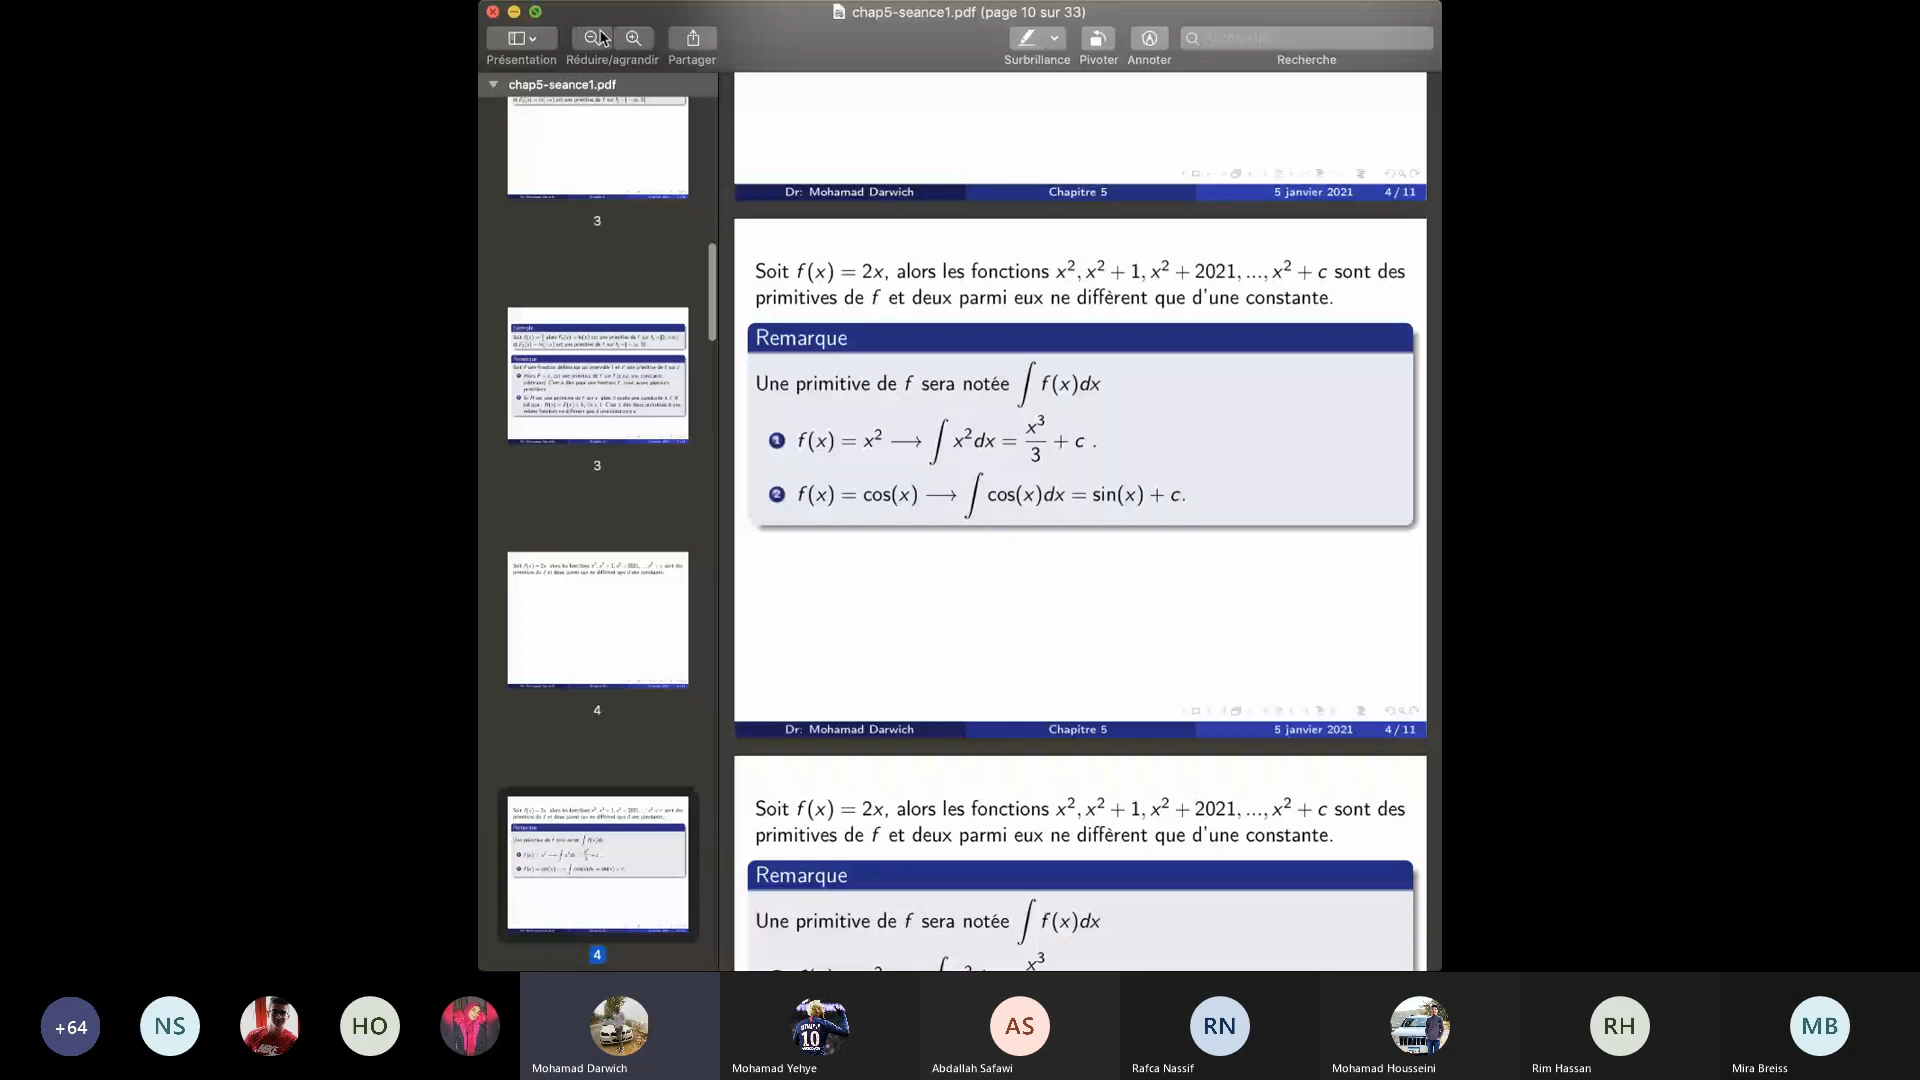 chap5-seance1.pdf (page 10 sur 33)
Présentation
Réduire/agrandir
Partager
Surbrillance
Pivoter
Annoter
Recherche
chap5-seance1.pdf
3
3
4
4
Dr: Mohamad Darwich Chapitre 5 5 janvier 2021 4 / 11
Soit f(x) = 2x, alors les fonctions x², x² + 1, x² + 2021, ..., x² + c sont des
primitives de f et deux parmi eux ne diffèrent que d'une constante.
Remarque
Une primitive de f sera notée ∫ f(x)dx
1 f(x) = x² ⟶ ∫ x²dx = x³/3 + c .
2 f(x) = cos(x) ⟶ ∫ cos(x)dx = sin(x) + c.
Dr: Mohamad Darwich Chapitre 5 5 janvier 2021 4 / 11
Soit f(x) = 2x, alors les fonctions x², x² + 1, x² + 2021, ..., x² + c sont des
primitives de f et deux parmi eux ne diffèrent que d'une constante.
Remarque
Une primitive de f sera notée ∫ f(x)dx
+64
NS
HO
AS
RN
RH
MB
Mohamad Darwich
Mohamad Yehye
Abdallah Safawi
Rafca Nassif
Mohamad Housseini
Rim Hassan
Mira Breiss